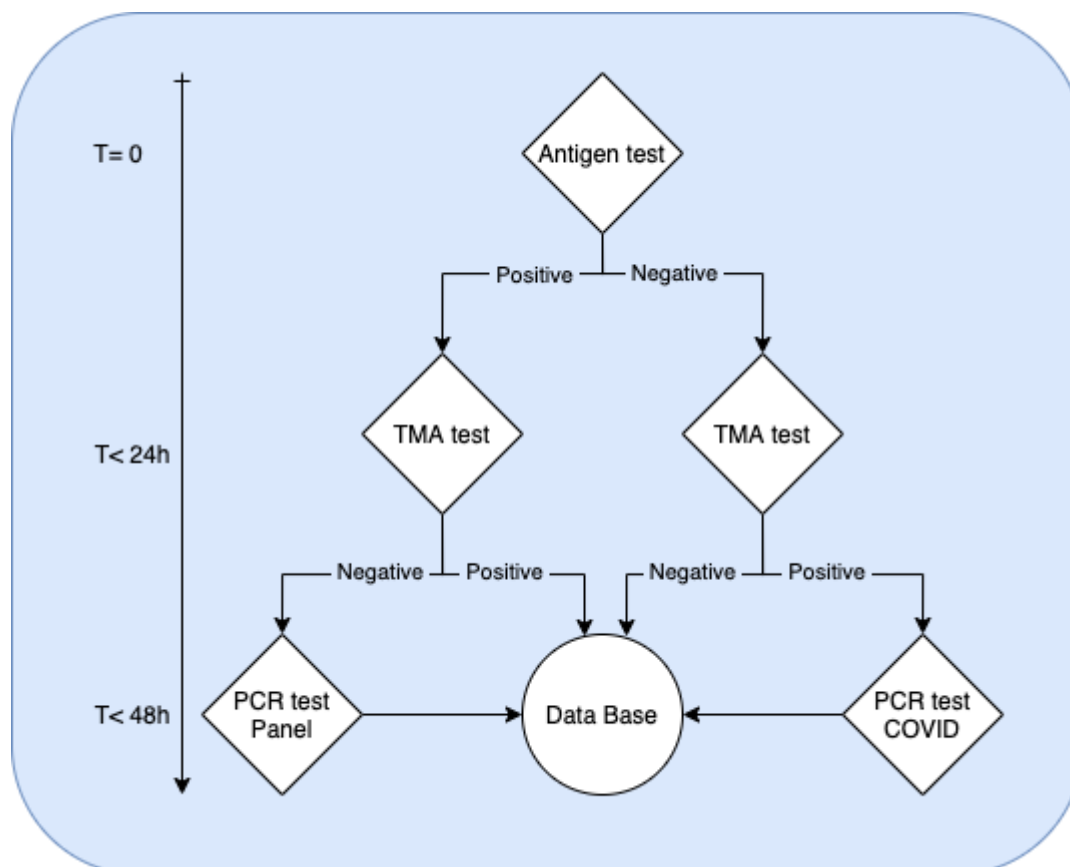 T= 0
Antigen test
Positive
Negative
T< 24h
TMA test
TMA test
Negative
Positive
Negative
Positive
T< 48h
PCR test
Panel
Data Base
PCR test
COVID